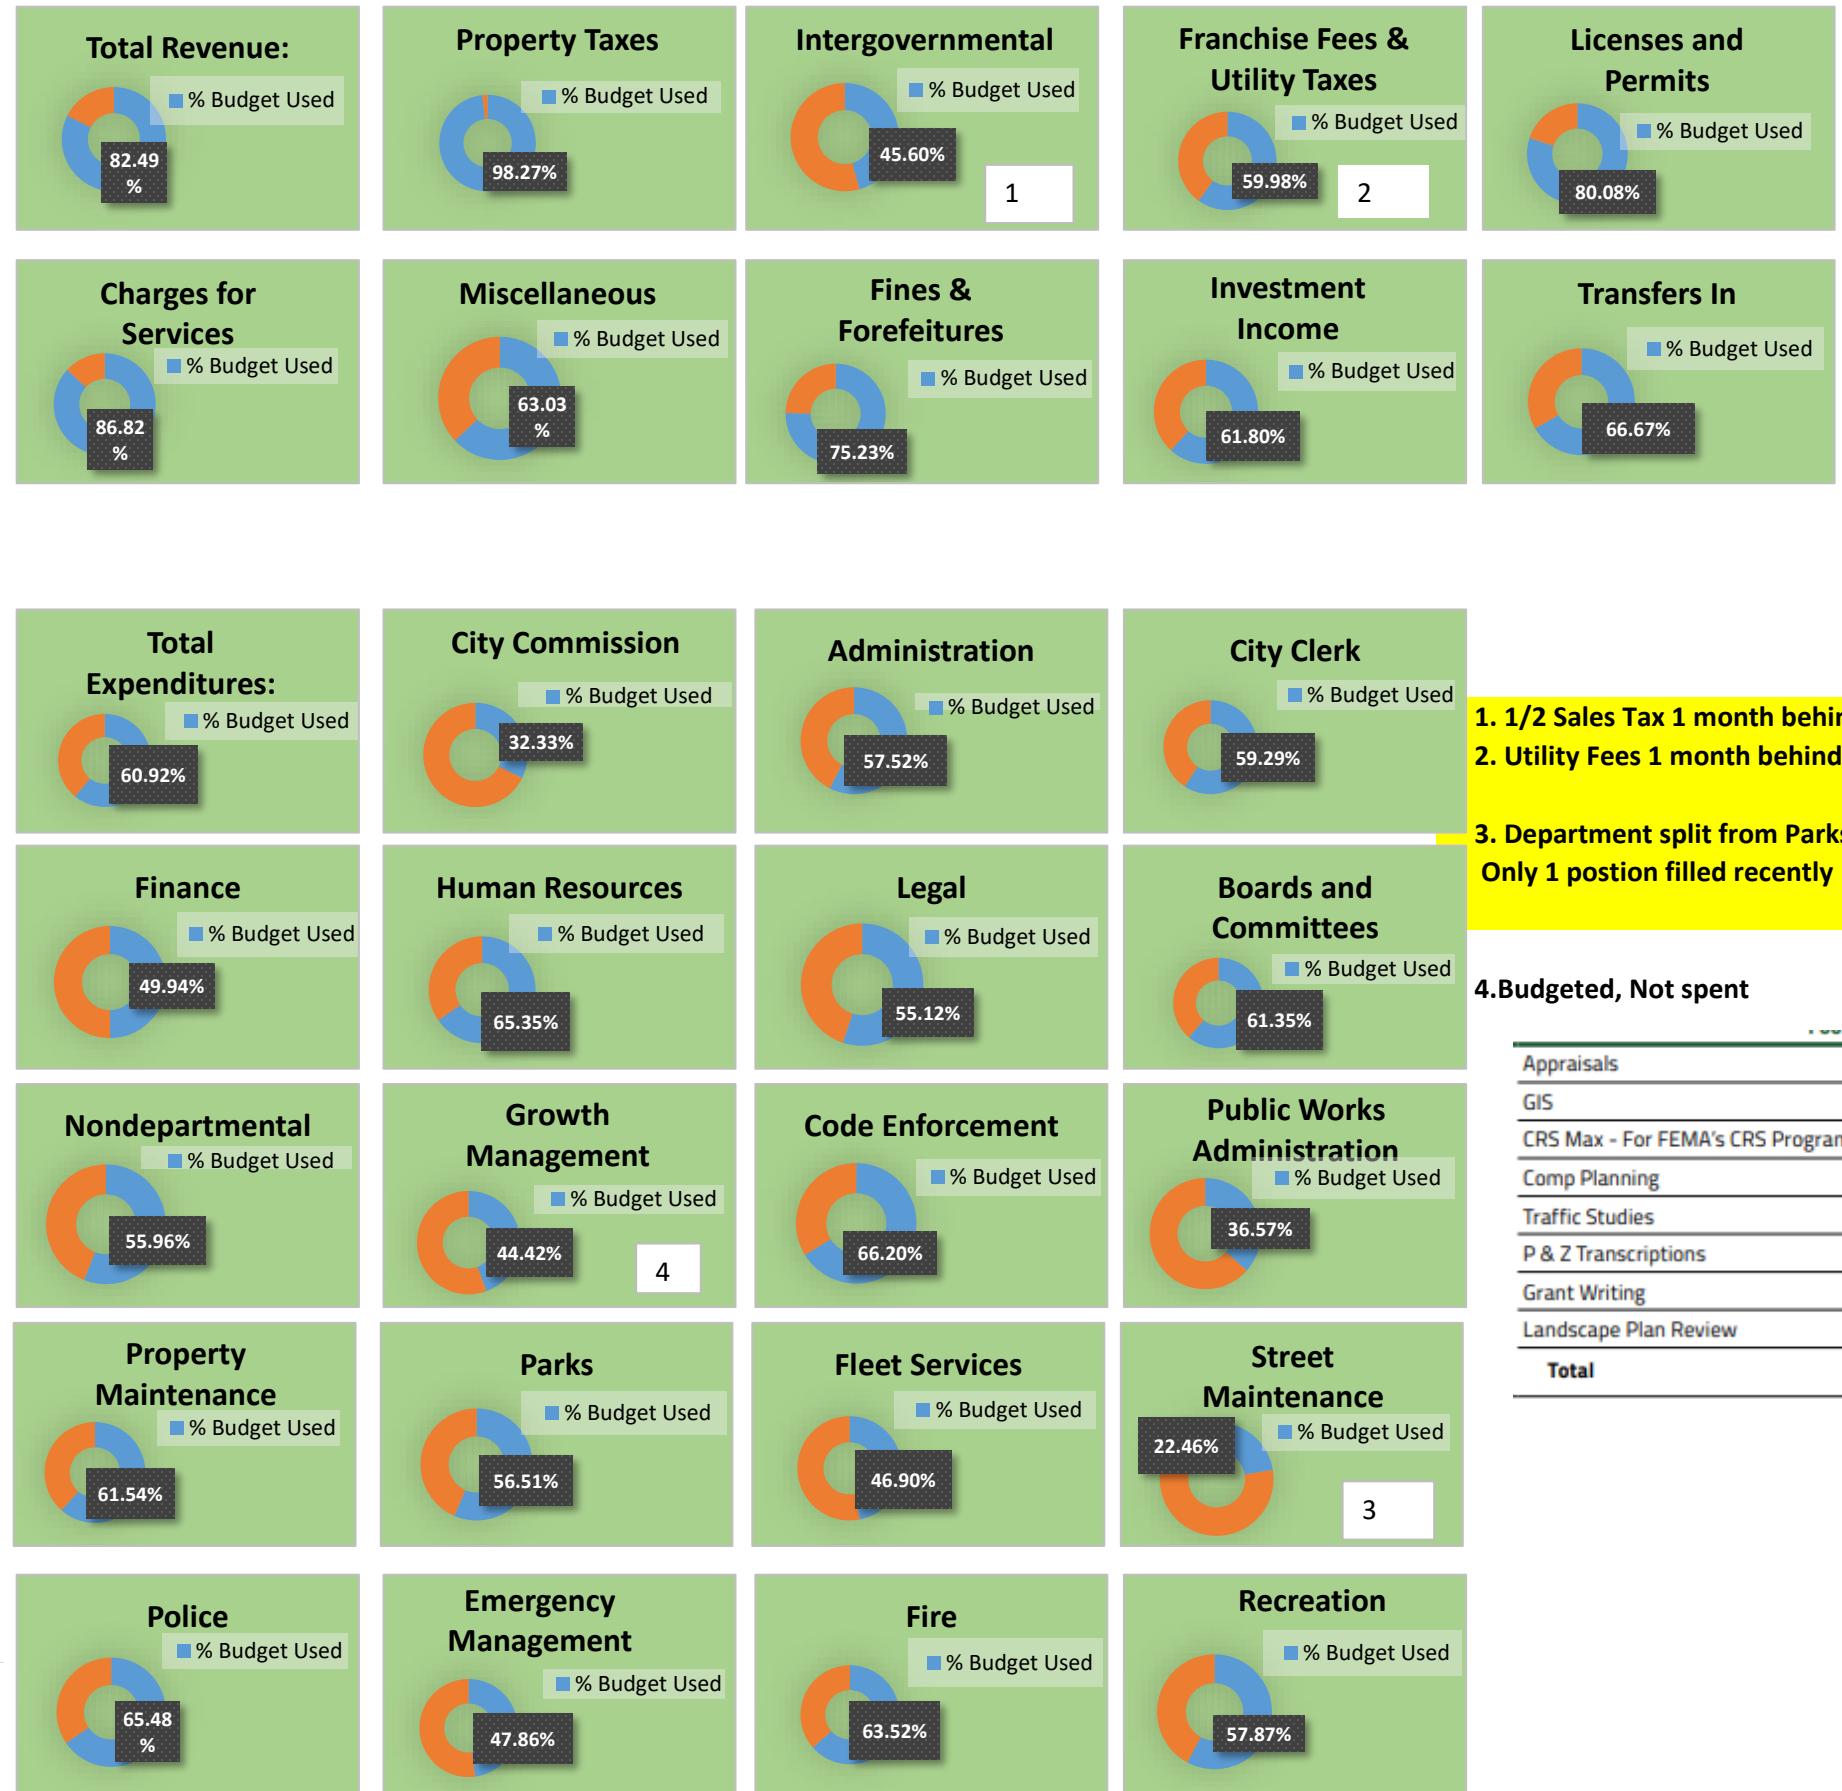 Total Revenue:
% Budget Used
82.49
%
Property Taxes
% Budget Used
98.27%
Intergovernmental
% Budget Used
45.60%
1
Franchise Fees &
Utility Taxes
% Budget Used
59.98%
2
Licenses and
Permits
% Budget Used
80.08%
Charges for
Services
% Budget Used
86.82
%
Miscellaneous
% Budget Used
63.03
%
Fines &
Forefeitures
% Budget Used
75.23%
Investment
Income
% Budget Used
61.80%
Transfers In
% Budget Used
66.67%
Total
Expenditures:
% Budget Used
60.92%
City Commission
% Budget Used
32.33%
Administration
% Budget Used
57.52%
City Clerk
% Budget Used
59.29%
1. 1/2 Sales Tax 1 month
2. Utility Fees 1 month behind
3. Department split from
Only 1 postion filled recently
Finance
% Budget Used
49.94%
Human Resources
% Budget Used
65.35%
Legal
% Budget Used
55.12%
Boards and
Committees
% Budget Used
61.35%
4.Budgeted, Not spent
Appraisals
GIS
CRS Max - For FEMA's CRS
Comp Planning
Traffic Studies
P & Z Transcriptions
Grant Writing
Landscape Plan Review
Total
Nondepartmental
% Budget Used
55.96%
Growth
Management
% Budget Used
44.42%
4
Code Enforcement
% Budget Used
66.20%
Public Works
Administration
% Budget Used
36.57%
Property
Maintenance
% Budget Used
61.54%
Parks
% Budget Used
56.51%
Fleet Services
% Budget Used
46.90%
Street
Maintenance
% Budget Used
22.46%
3
Police
% Budget Used
65.48
%
Emergency
Management
% Budget Used
47.86%
Fire
% Budget Used
63.52%
Recreation
% Budget Used
57.87%